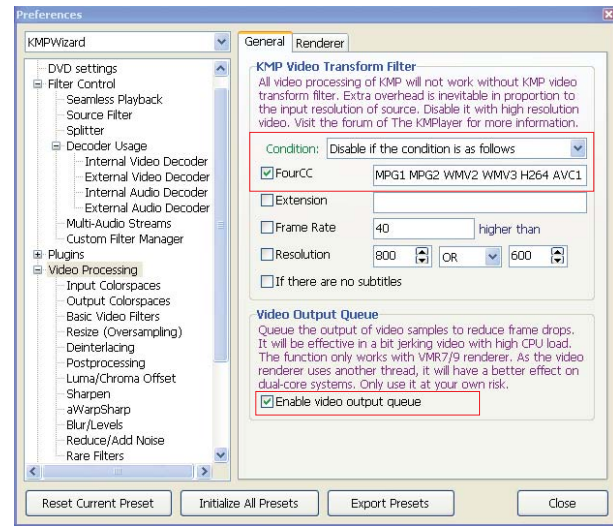 Preferences
KMPWizard
DVD settings
Filter Control
Seamless Playback
Source Filter
Splitter
Decoder Usage
Internal Video Decoder
External Video Decoder
Internal Audio Decoder
External Audio Decoder
Multi-Audio Streams
Custom Filter Manager
Plugins
Video Processing
Input Colorspaces
Output Colorspaces
Basic Video Filters
Resize (Oversampling)
Deinterlacing
Postprocessing
Luma/Chroma Offset
Sharpen
aWarpSharp
Blur/Levels
Reduce/Add Noise
Rare Filters
General Renderer
KMP Video Transform Filter
All video processing of KMP will not work without KMP video
transform filter. Extra overhead is inevitable in proportion to
the input resolution of source. Disable it with high resolution
video. Visit the forum of The KMPlayer for more information.
Condition: Disable if the condition is as follows
FourCC MPG1 MPG2 WMV2 WMV3 H264 AVC1
Extension
Frame Rate 40 higher than
Resolution 800 OR 600
If there are no subtitles
Video Output Queue
Queue the output of video samples to reduce frame drops.
It will be effective in a bit jerking video with high CPU load.
The function only works with VMR7/9 renderer. As the video
renderer uses another thread, it will have a better effect on
dual-core systems. Only use it at your own risk.
Enable video output queue
Reset Current Preset Initialize All Presets Export Presets Close